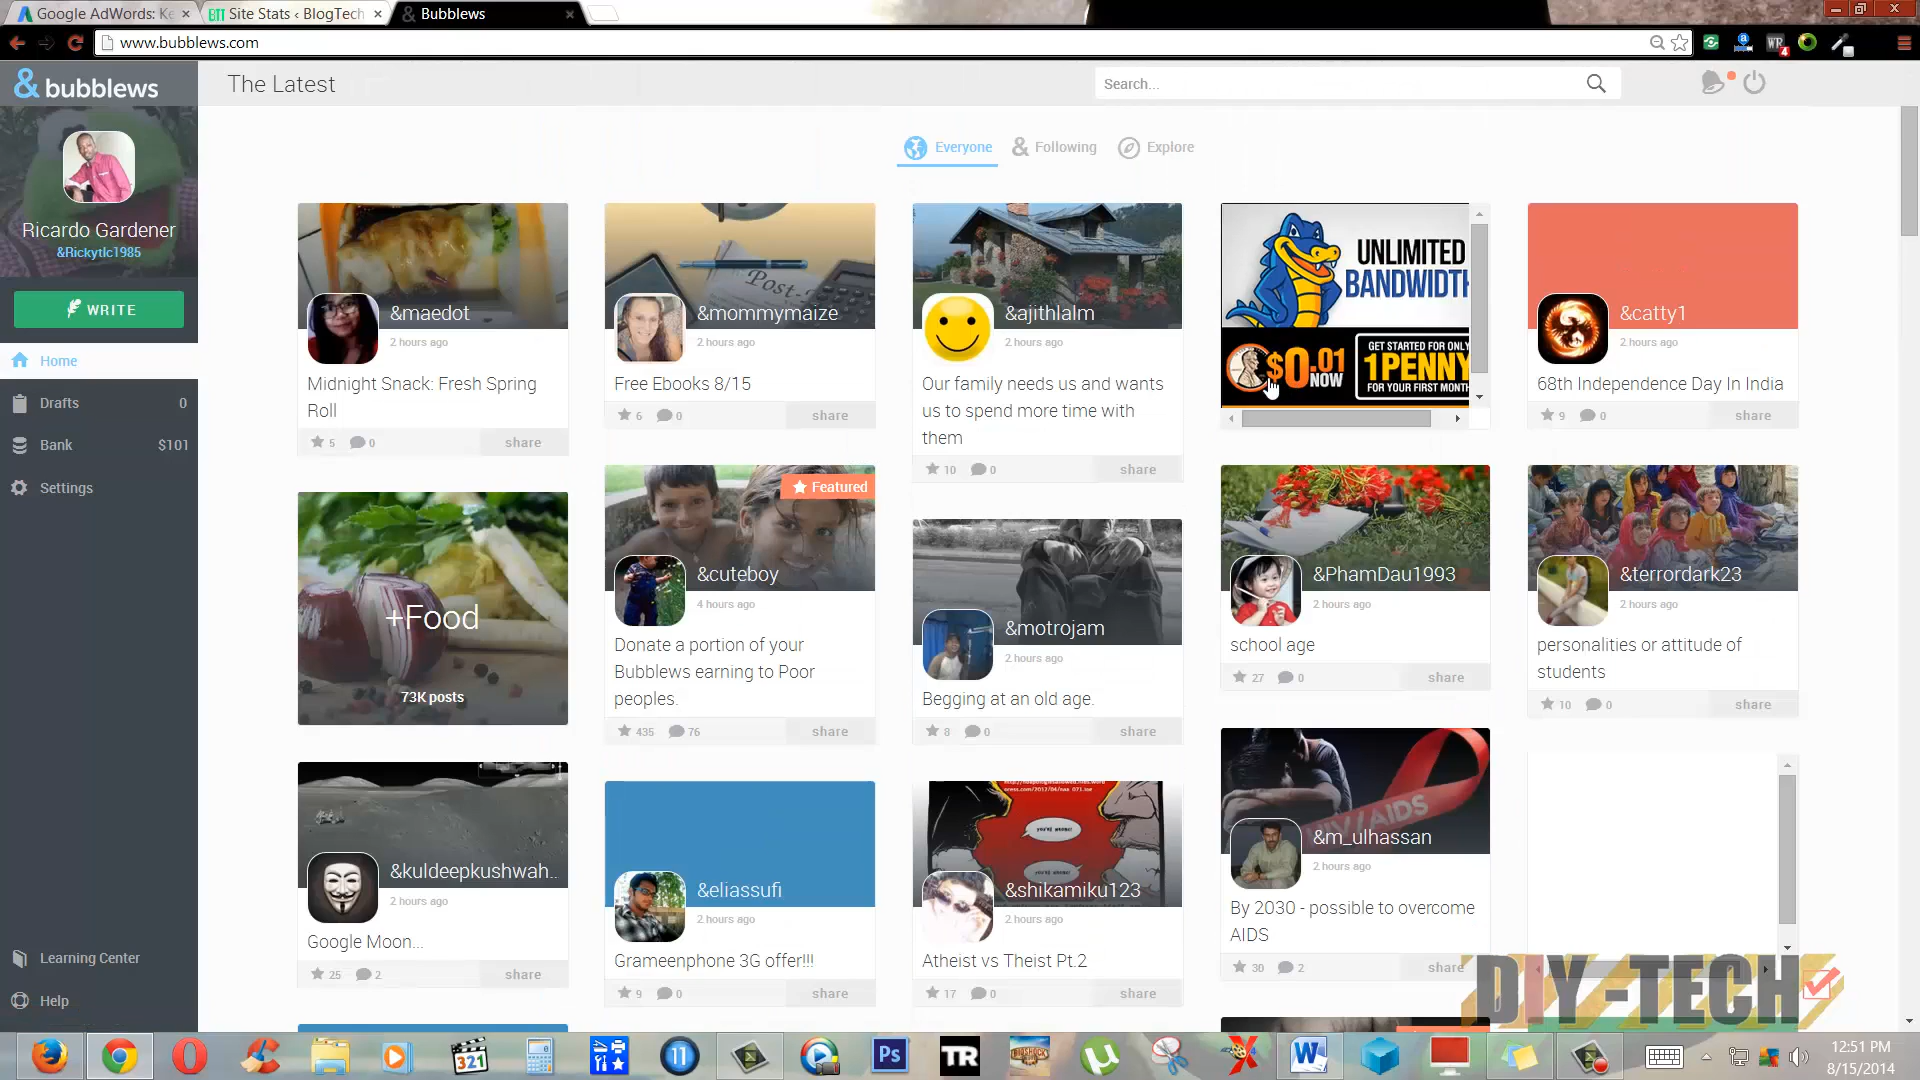 Google AdWords: Ke
Site Stats ‹ BlogTech
Bubblews
www.bubblews.com
& bubblews
The Latest
Search...
Ricardo Gardener
&Rickytlc1985
WRITE
Home
Drafts 0
Bank $101
Settings
Learning Center
Help
Everyone
Following
Explore
&maedot
2 hours ago
Midnight Snack: Fresh Spring
Roll
5 0 share
+Food
73K posts
&kuldeepkushwah..
2 hours ago
Google Moon...
25 2 share
Post-
&mommymaize
2 hours ago
Free Ebooks 8/15
6 0 share
Featured
&cuteboy
4 hours ago
Donate a portion of your
Bubblews earning to Poor
peoples.
435 76 share
&eliassufi
2 hours ago
Grameenphone 3G offer!!!
9 0 share
&ajithlalm
2 hours ago
Our family needs us and wants
us to spend more time with
them
10 0 share
&motrojam
2 hours ago
Begging at an old age.
8 0 share
&shikamiku123
2 hours ago
Atheist vs Theist Pt.2
17 0 share
UNLIMITED
BANDWIDTH
$0.01
NOW
GET STARTED FOR ONLY
1PENNY
FOR YOUR FIRST MONTH
&PhamDau1993
2 hours ago
school age
27 0 share
/AIDS
&m_ulhassan
2 hours ago
By 2030 - possible to overcome
AIDS
30 2 share
&catty1
2 hours ago
68th Independence Day In India
9 0 share
&terrordark23
2 hours ago
personalities or attitude of
students
10 0 share
DIY-TECH
321
11
Ps
TR
W
12:51 PM
8/15/2014